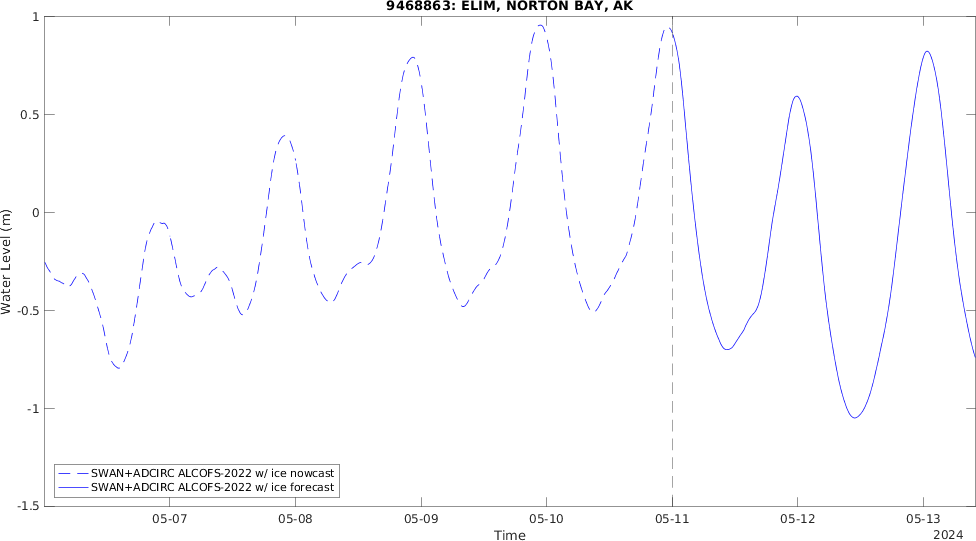 9468863: ELIM, NORTON BAY, AK
Water Level (m)
1
0.5
0
-0.5
-1
-1.5
SWAN+ADCIRC ALCOFS-2022 w/ ice nowcast
SWAN+ADCIRC ALCOFS-2022 w/ ice forecast
05-07 05-08 05-09 05-10 05-11 05-12 05-13
Time
2024